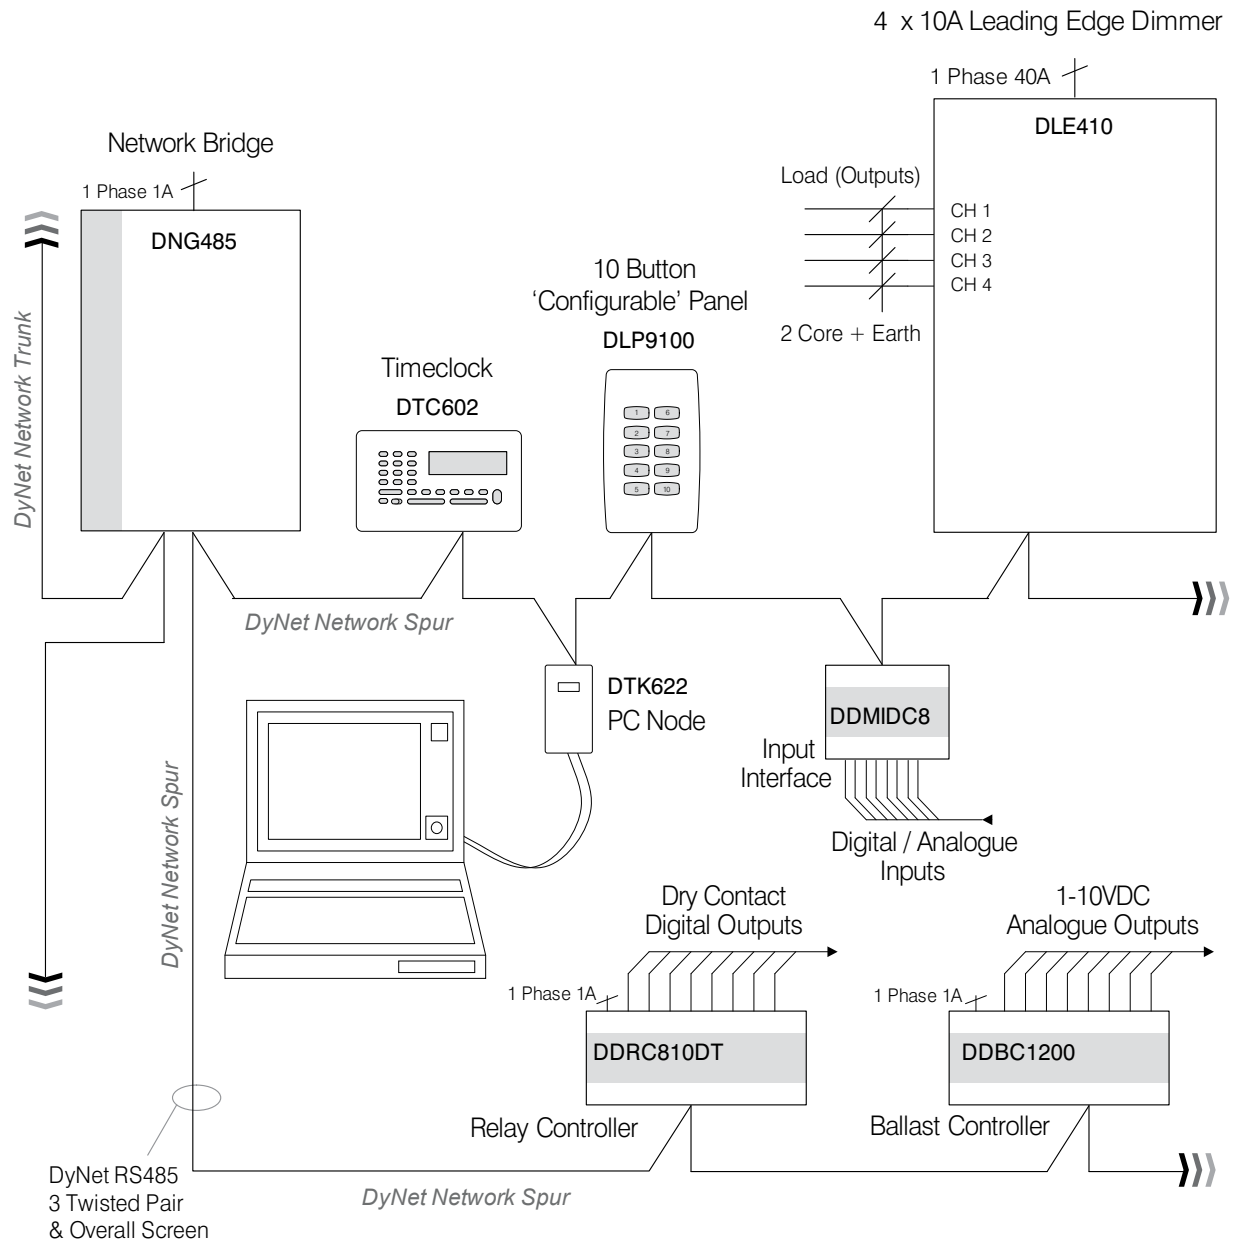 4 x 10A Leading Edge Dimmer
1 Phase 40A
DLE410
Network Bridge
1 Phase 1A
DNG485
Load (Outputs)
CH 1
CH 2
CH 3
CH 4
2 Core + Earth
10 Button
'Configurable' Panel
DLP9100
1 6
2 7
3 8
4 9
5 10
Timeclock
DTC602
DyNet Network Trunk
DyNet Network Spur
DTK622
PC Node
DDMIDC8
Input
Interface
Digital / Analogue
Inputs
DyNet Network Spur
Dry Contact
Digital Outputs
1 Phase 1A
DDRC810DT
Relay Controller
1-10VDC
Analogue Outputs
1 Phase 1A
DDBC1200
Ballast Controller
DyNet RS485
3 Twisted Pair
& Overall Screen
DyNet Network Spur